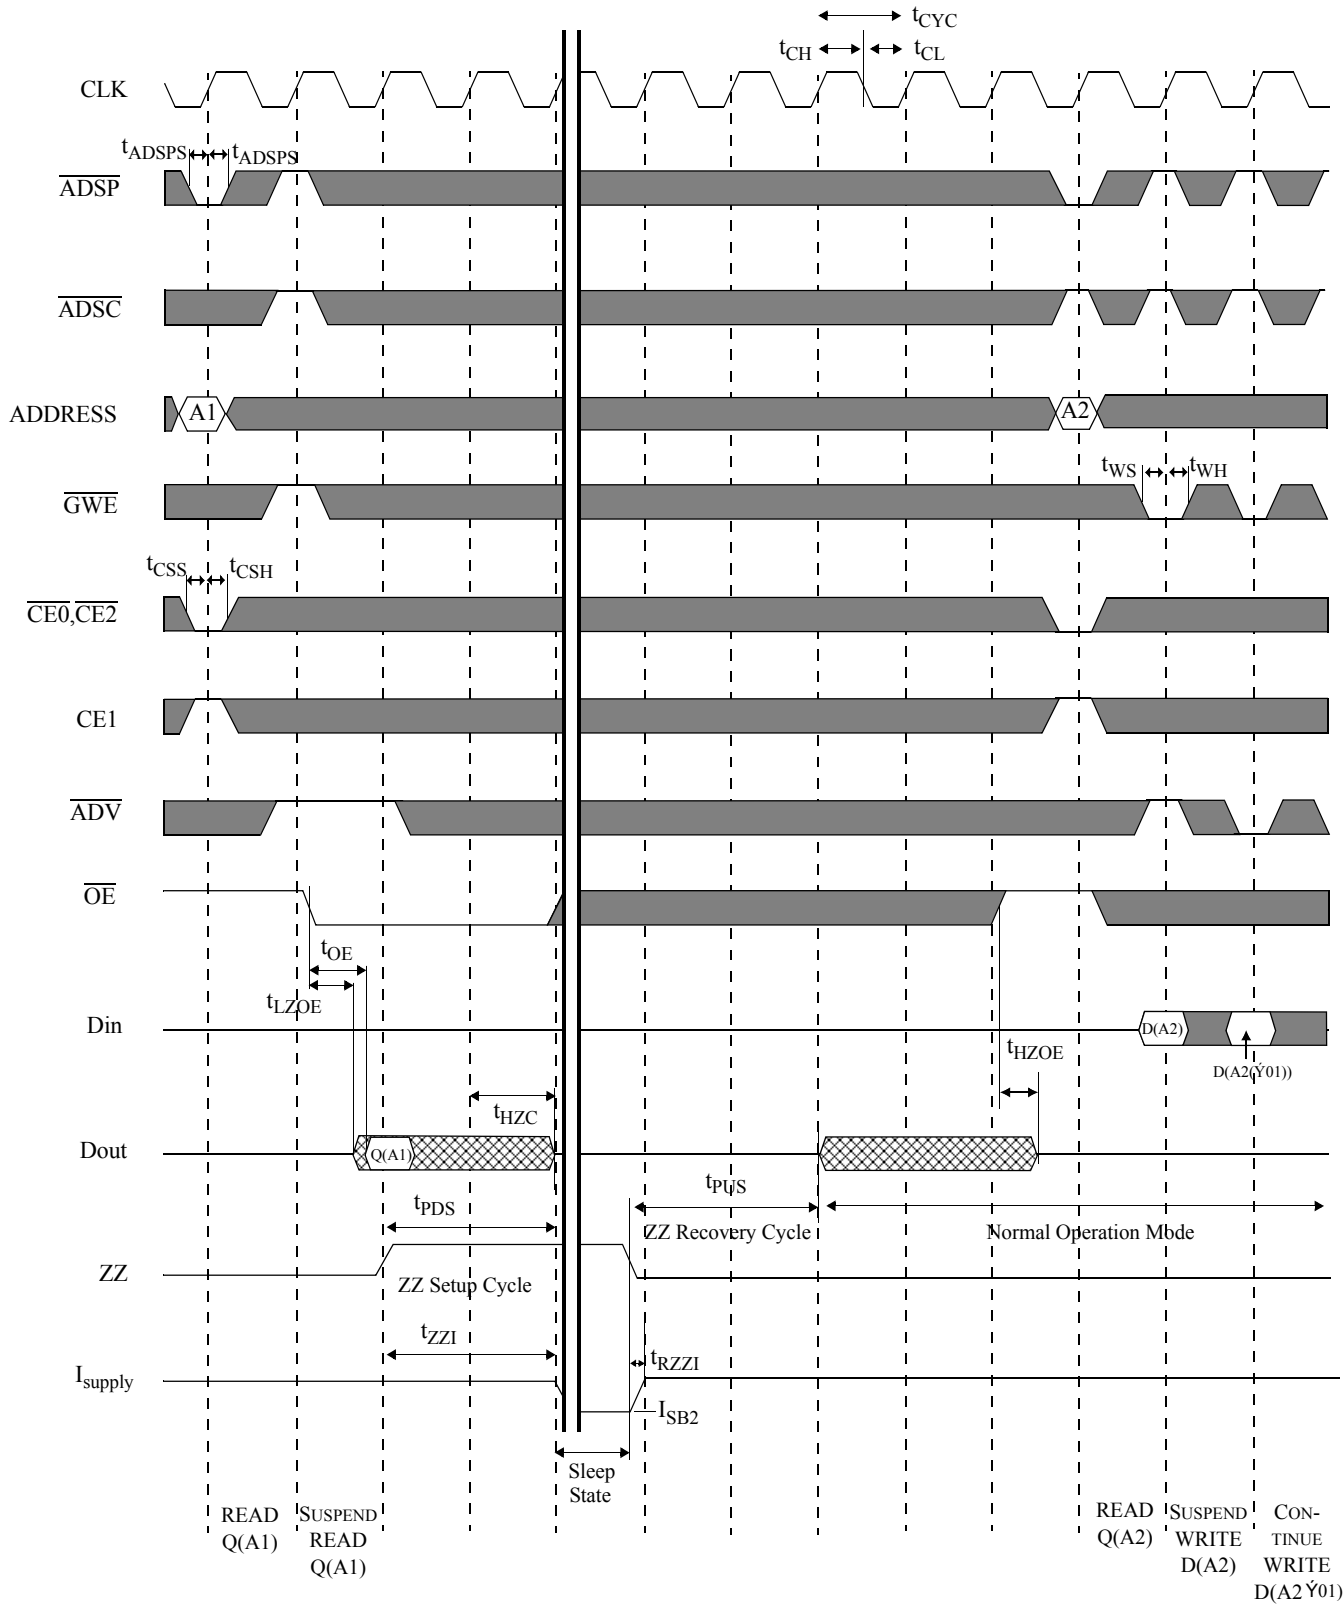 tCYC
tCH
tCL
CLK
tADSPS
tADSPS
ADSP
ADSC
ADDRESS
A1
A2
tWS
tWH
GWE
tCSS
tCSH
CE0,CE2
CE1
ADV
OE
tOE
tLZOE
Din
D(A2)
tHZOE
D(A2(Ý01))
tHZC
Dout
Q(A1)
tPUS
tPDS
ZZ Recovery Cycle
Normal Operation Mode
ZZ
ZZ Setup Cycle
tZZI
tRZZI
Isupply
ISB2
Sleep
State
READ
Q(A1)
SUSPEND
READ
Q(A1)
READ
Q(A2)
SUSPEND
WRITE
D(A2)
CON-
TINUE
WRITE
D(A2Ý01)